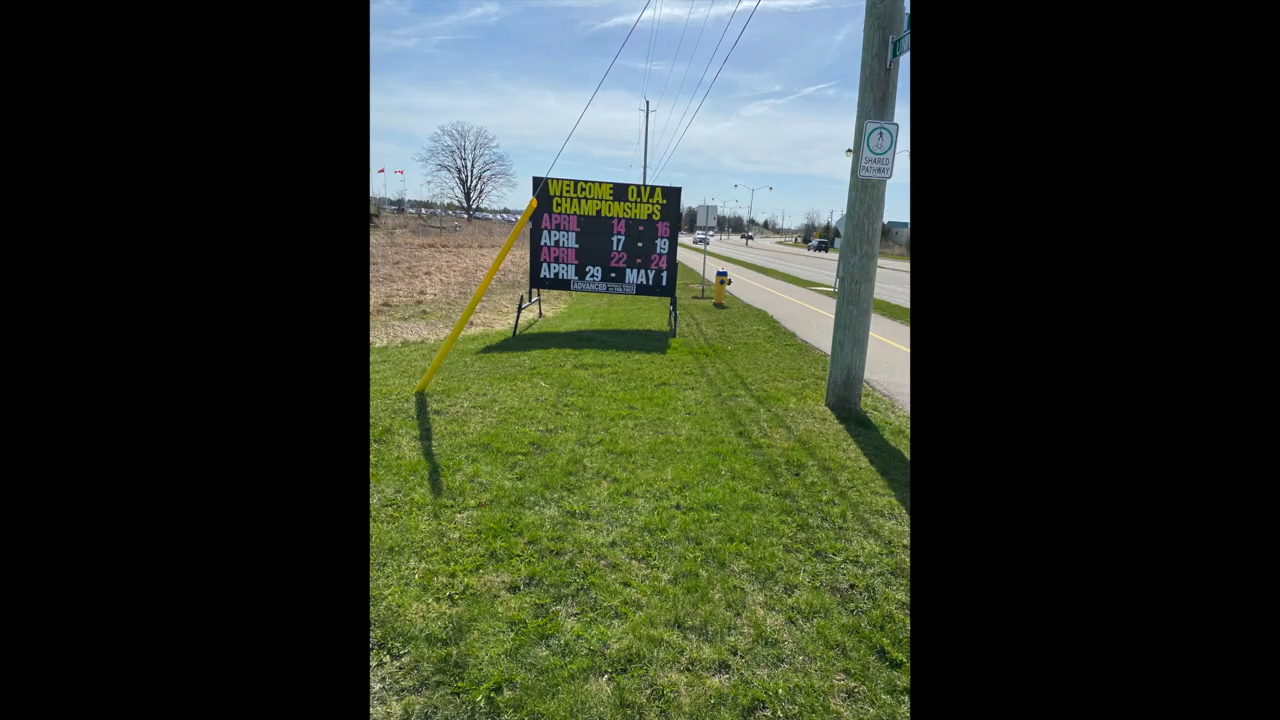 WELCOME O.V.A.
CHAMPIONSHIPS
APRIL 14 - 16
APRIL 17 - 19
APRIL 22 - 24
APRIL 29 - MAY 1
ADVANCED
SHARED
PATHWAY